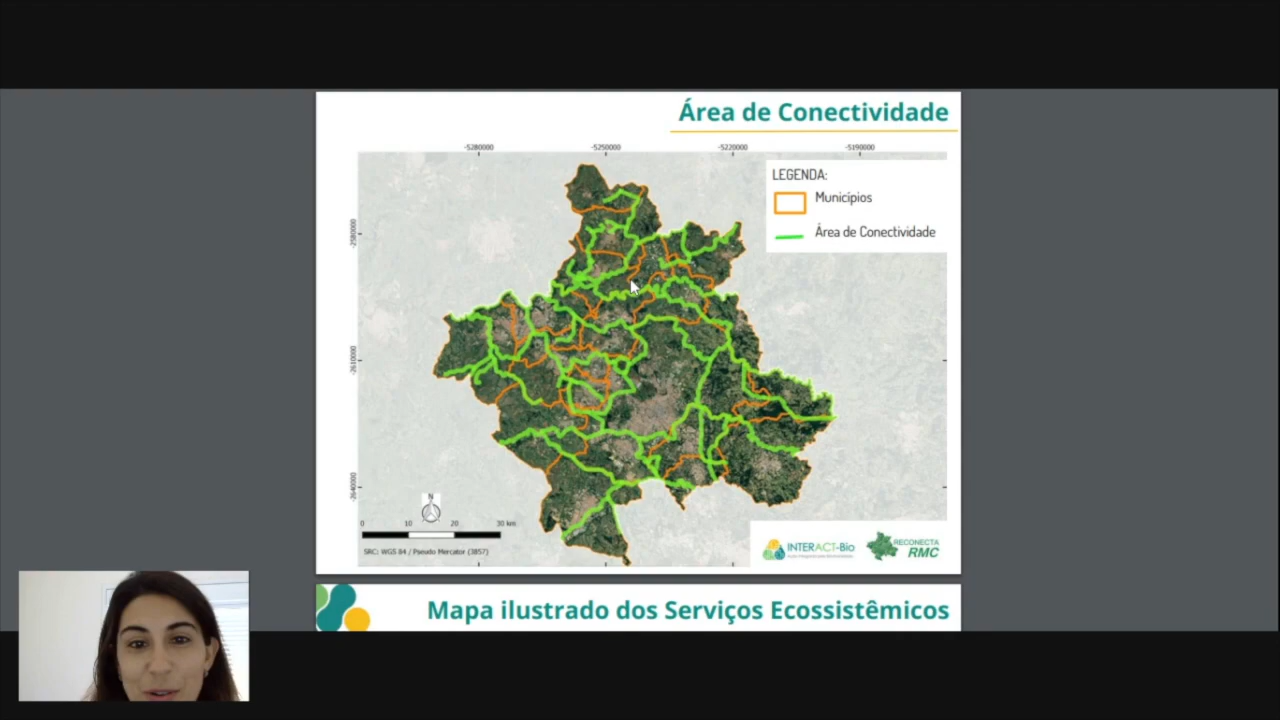 Área de Conectividade
-5280000 -5250000 -5220000 -5190000
LEGENDA:
Municípios
Área de Conectividade
-2580000
-2610000
-2640000
N
0 10 20 30 km
SRC: WGS 84 / Pseudo Mercator (3857)
INTERACT-Bio
RECONECTA
RMC
Mapa ilustrado dos Serviços Ecossistêmicos